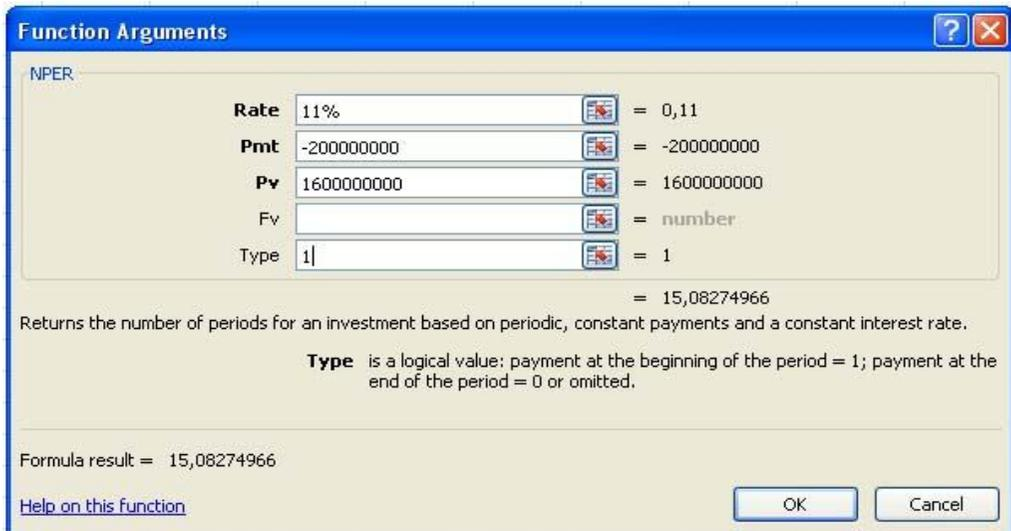 Function Arguments
NPER
Rate 11% = 0,11
Pmt -200000000 = -200000000
Pv 1600000000 = 1600000000
Fv = number
Type 1 = 1
= 15,08274966
Returns the number of periods for an investment based on periodic, constant payments and a constant interest rate.
Type is a logical value: payment at the beginning of the period = 1; payment at the
end of the period = 0 or omitted.
Formula result = 15,08274966
Help on this function OK Cancel